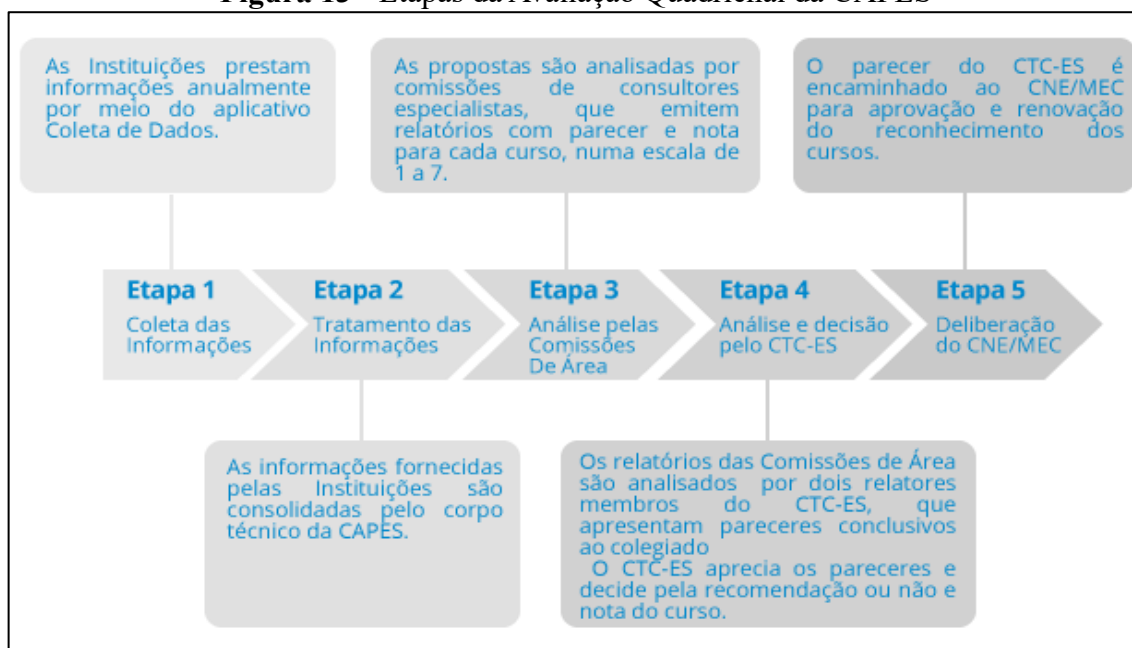 As Instituições prestam
informações anualmente
por meio do aplicativo
Coleta de Dados.
As propostas são analisadas por
comissões de consultores
especialistas, que emitem
relatórios com parecer e nota
para cada curso, numa escala de
1 a 7.
O parecer do CTC-ES é
encaminhado ao CNE/MEC
para aprovação e renovação
do reconhecimento dos
cursos.
Etapa 1
Coleta das
Informações
Etapa 2
Tratamento das
Informações
Etapa 3
Análise pelas
Comissões
De Área
Etapa 4
Análise e decisão
pelo CTC-ES
Etapa 5
Deliberação
do CNE/MEC
As informações fornecidas
pelas Instituições são
consolidadas pelo corpo
técnico da CAPES.
Os relatórios das Comissões de Área
são analisados por dois relatores
membros do CTC-ES, que
apresentam pareceres conclusivos
ao colegiado
O CTC-ES aprecia os pareceres e
decide pela recomendação ou não e
nota do curso.